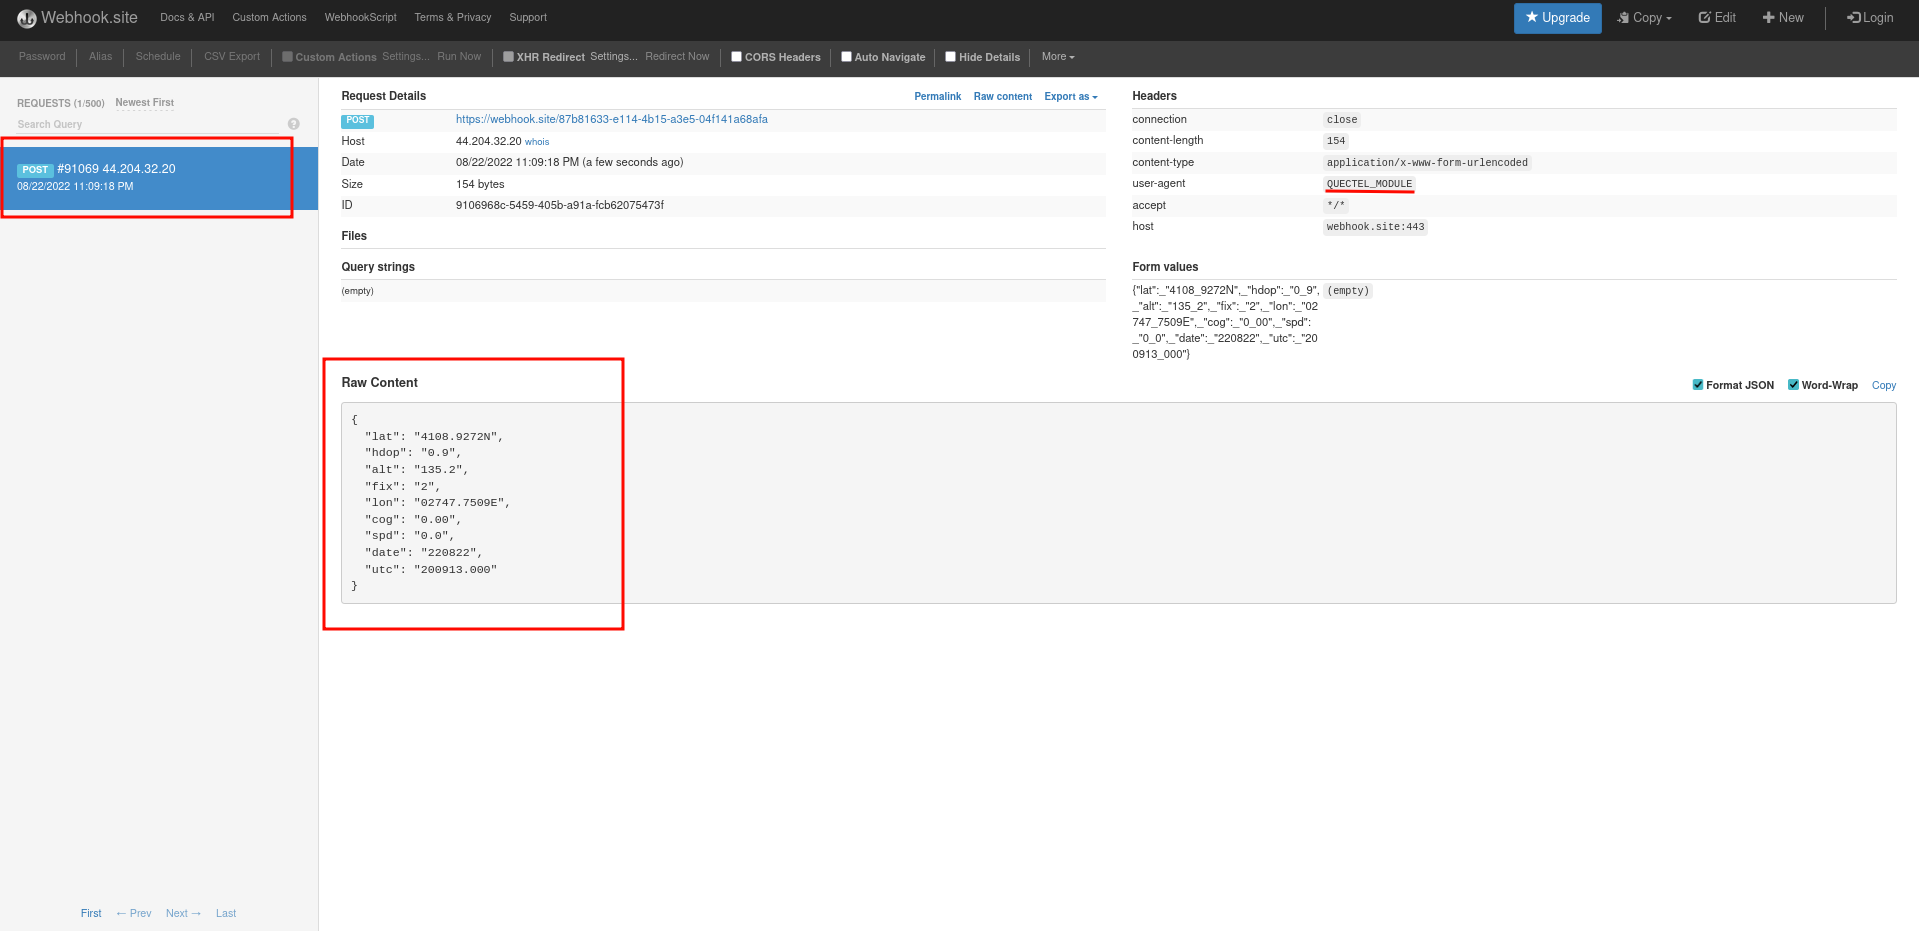 Webhook.site Docs & API Custom Actions WebhookScript Terms & Privacy Support Upgrade Copy Edit New Login
Password Alias Schedule CSV Export Custom Actions Settings... Run Now XHR Redirect Settings... Redirect Now CORS Headers Auto Navigate Hide Details More
REQUESTS (1/500) Newest First
Search Query
POST #91069 44.204.32.20
08/22/2022 11:09:18 PM
First ← Prev Next → Last
Request Details Permalink Raw content Export as
POST https://webhook.site/87b81633-e114-4b15-a3e5-04f141a68afa
Host 44.204.32.20 whois
Date 08/22/2022 11:09:18 PM (a few seconds ago)
Size 154 bytes
ID 9106968c-5459-405b-a91a-fcb62075473f
Files
Query strings
(empty)
Headers
connection close
content-length 154
content-type application/x-www-form-urlencoded
user-agent QUECTEL_MODULE
accept */*
host webhook.site:443
Form values
{"lat":_"4108_9272N",_"hdop":_"0_9", (empty)
_"alt":_"135_2",_"fix":_"2",_"lon":_"02
747_7509E",_"cog":_"0_00",_"spd":
_"0_0",_"date":_"220822",_"utc":_"20
0913_000"}
Raw Content Format JSON Word-Wrap Copy
{
"lat": "4108.9272N",
"hdop": "0.9",
"alt": "135.2",
"fix": "2",
"lon": "02747.7509E",
"cog": "0.00",
"spd": "0.0",
"date": "220822",
"utc": "200913.000"
}